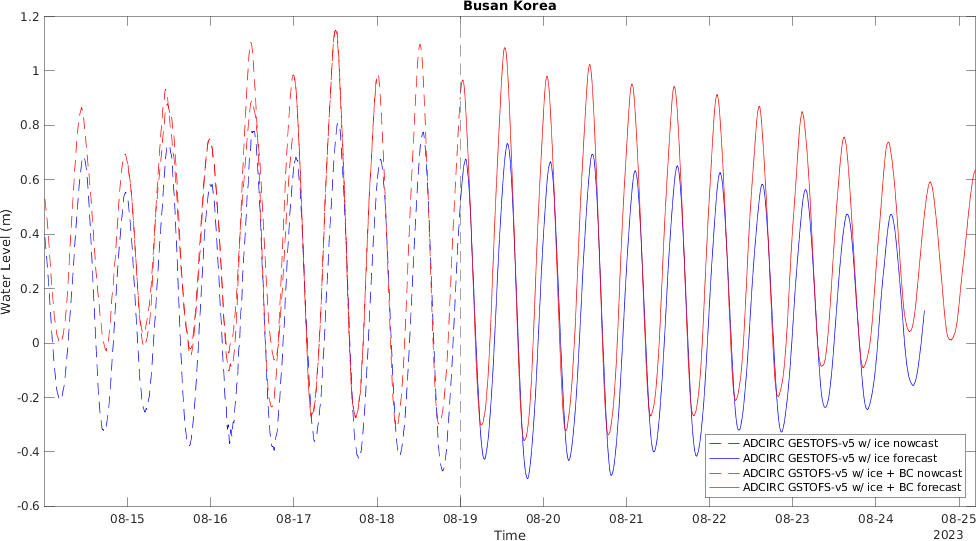 Busan Korea
Water Level (m)
1.2
1
0.8
0.6
0.4
0.2
0
-0.2
-0.4
-0.6
ADCIRC GESTOFS-v5 w/ ice nowcast
ADCIRC GESTOFS-v5 w/ ice forecast
ADCIRC GSTOFS-v5 w/ice + BC nowcast
ADCIRC GSTOFS-v5 w/ice + BC forecast
08-15 08-16 08-17 08-18 08-19 08-20 08-21 08-22 08-23 08-24 08-25
Time
2023